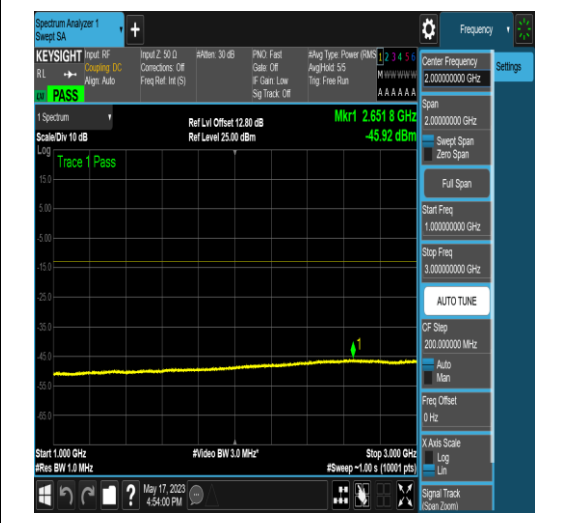 Spectrum Analyzer 1
Swept SA
+
Frequency
KEYSIGHT
RL
LXI PASS
Input: RF
Coupling: DC
Align: Auto
Input Z: 50 Ω
Corrections: Off
Freq Ref: Int (S)
#Atten: 30 dB
PNO: Fast
Gate: Off
IF Gain: Low
Sig Track: Off
#Avg Type: Power (RMS
Avg|Hold: 5/5
Trig: Free Run
1 2 3 4 5 6
M W W W W W
A A A A A A
1 Spectrum
Scale/Div 10 dB
Ref Lvl Offset 12.80 dB
Ref Level 25.00 dBm
Mkr1 2.651 8 GHz
-45.92 dBm
Log
Trace 1 Pass
15.0
5.00
-5.00
-15.0
-25.0
-35.0
-45.0
-55.0
-65.0
1
Start 1.000 GHz
#Res BW 1.0 MHz
#Video BW 3.0 MHz*
Stop 3.000 GHz
#Sweep ~1.00 s (10001 pts)
May 17, 2023
4:54:00 PM
?
Center Frequency
2.000000000 GHz
Span
2.00000000 GHz
Swept Span
Zero Span
Full Span
Start Freq
1.000000000 GHz
Stop Freq
3.000000000 GHz
AUTO TUNE
CF Step
200.000000 MHz
Auto
Man
Freq Offset
0 Hz
X Axis Scale
Log
Lin
Signal Track
(Span Zoom)
Settings